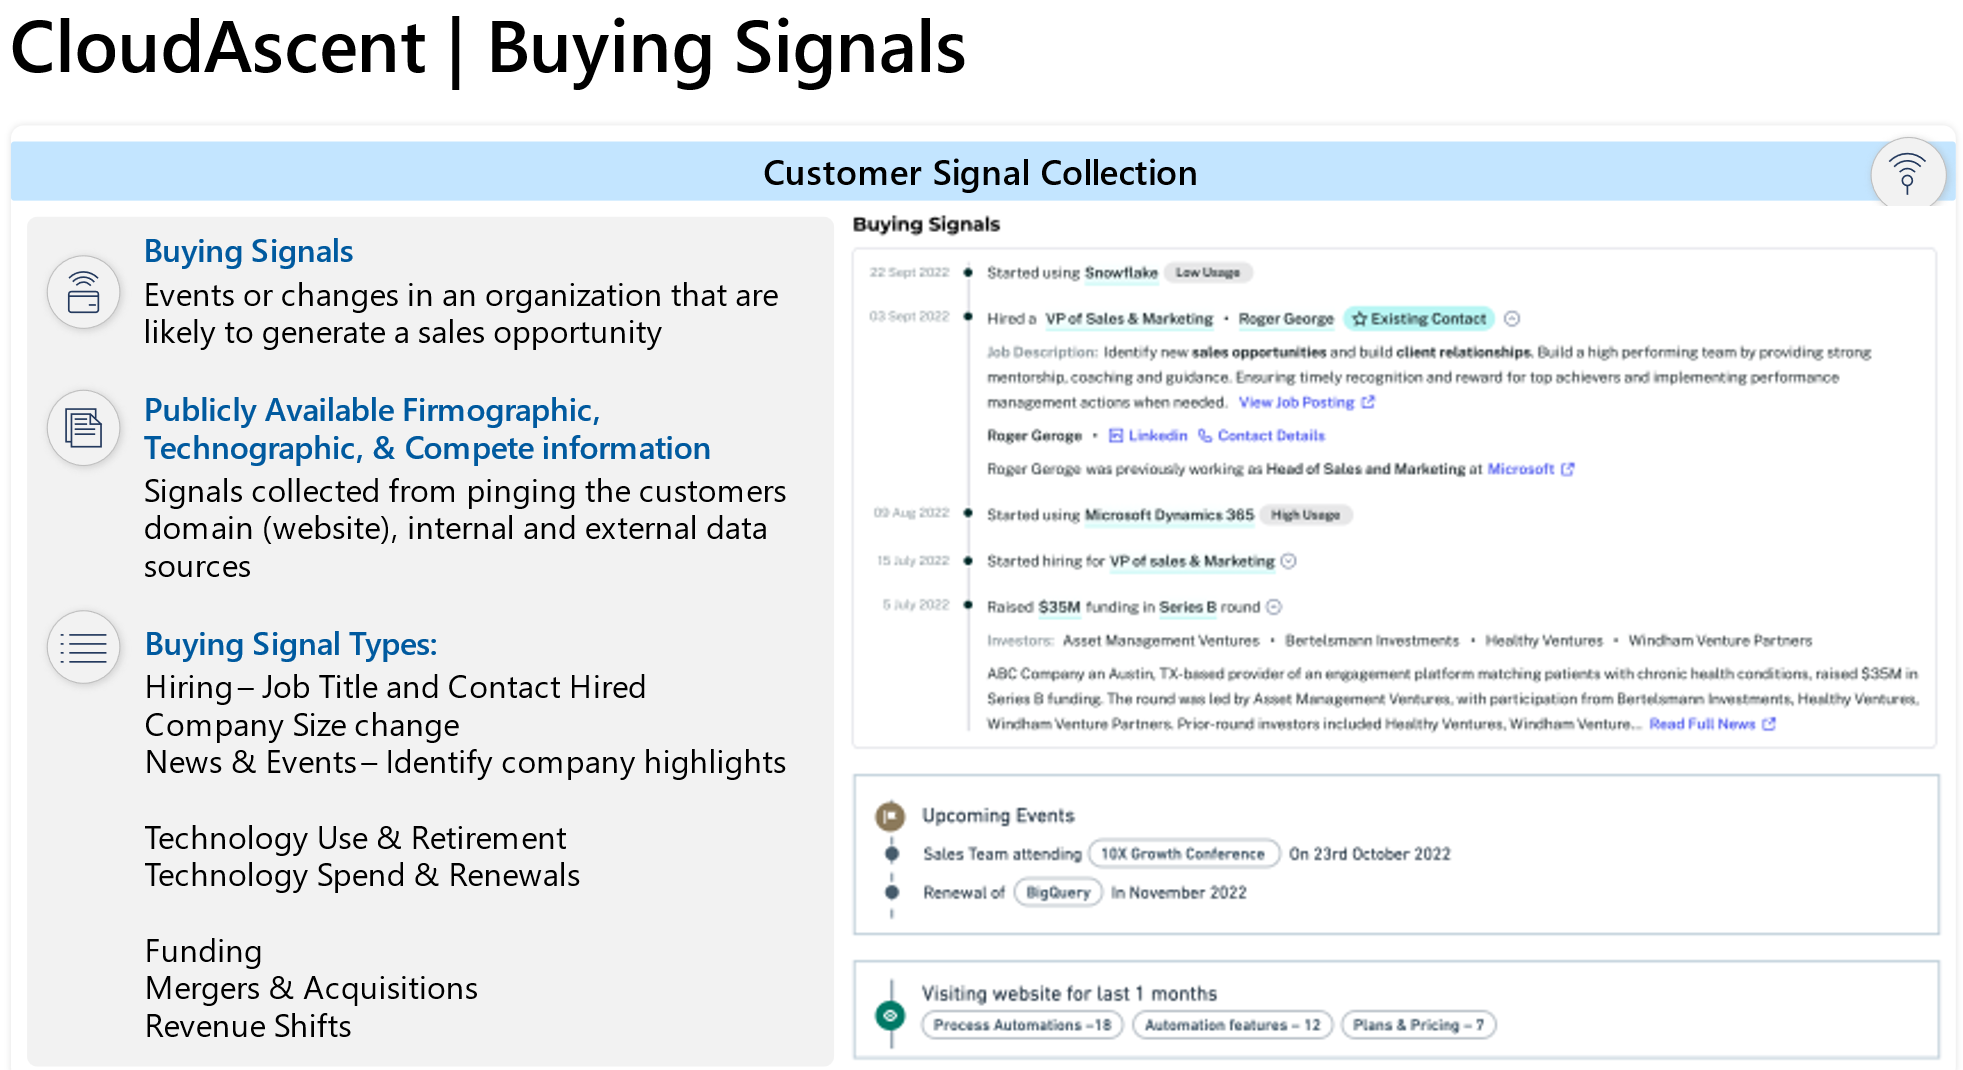 CloudAscent | Buying Signals
Customer Signal Collection
Buying Signals
Events or changes in an organization that are
likely to generate a sales opportunity
Publicly Available Firmographic,
Technographic, & Compete information
Signals collected from pinging the customers
domain (website), internal and external data
sources
Buying Signal Types:
Hiring – Job Title and Contact Hired
Company Size change
News & Events – Identify company highlights
Technology Use & Retirement
Technology Spend & Renewals
Funding
Mergers & Acquisitions
Revenue Shifts
Buying Signals
22 Sept 2022 Started using Snowflake Low Usage
03 Sept 2022 Hired a VP of Sales & Marketing • Roger George Existing Contact
Job Description: Identify new sales opportunities and build client relationships. Build a high performing team by providing strong
mentorship, coaching and guidance. Ensuring timely recognition and reward for top achievers and implementing performance
management actions when needed. View Job Posting
Roger Geroge • Linkedin Contact Details
Roger Geroge was previously working as Head of Sales and Marketing at Microsoft
09 Aug 2022 Started using Microsoft Dynamics 365 High Usage
15 July 2022 Started hiring for VP of sales & Marketing
5 July 2022 Raised $35M funding in Series B round
Investors: Asset Management Ventures • Bertelsmann Investments • Healthy Ventures • Windham Venture Partners
ABC Company an Austin, TX-based provider of an engagement platform matching patients with chronic health conditions, raised $35M in
Series B funding. The round was led by Asset Management Ventures, with participation from Bertelsmann Investments, Healthy Ventures,
Windham Venture Partners. Prior-round investors included Healthy Ventures, Windham Venture... Read Full News
Upcoming Events
Sales Team attending 10X Growth Conference On 23rd October 2022
Renewal of BigQuery In November 2022
Visiting website for last 1 months
Process Automations –18 Automation features – 12 Plans & Pricing – 7